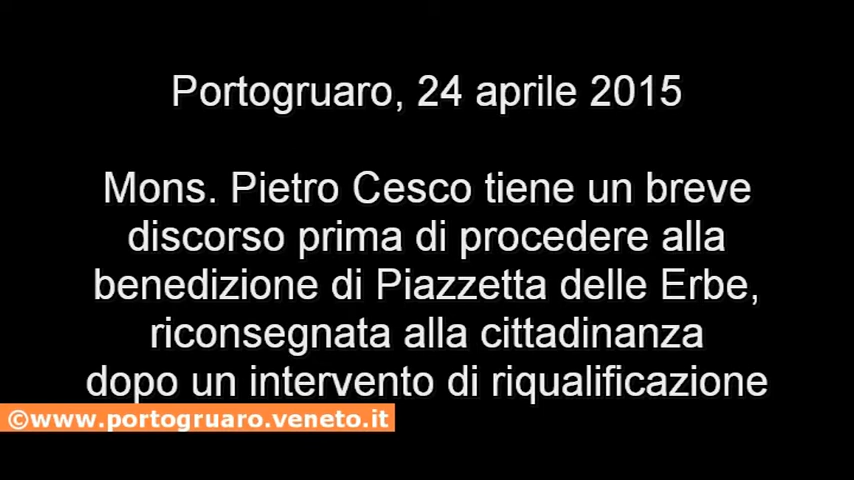 Portogruaro, 24 aprile 2015
Mons. Pietro Cesco tiene un breve
discorso prima di procedere alla
benedizione di Piazzetta delle Erbe,
riconsegnata alla cittadinanza
dopo un intervento di riqualificazione
©www.portogruaro.veneto.it